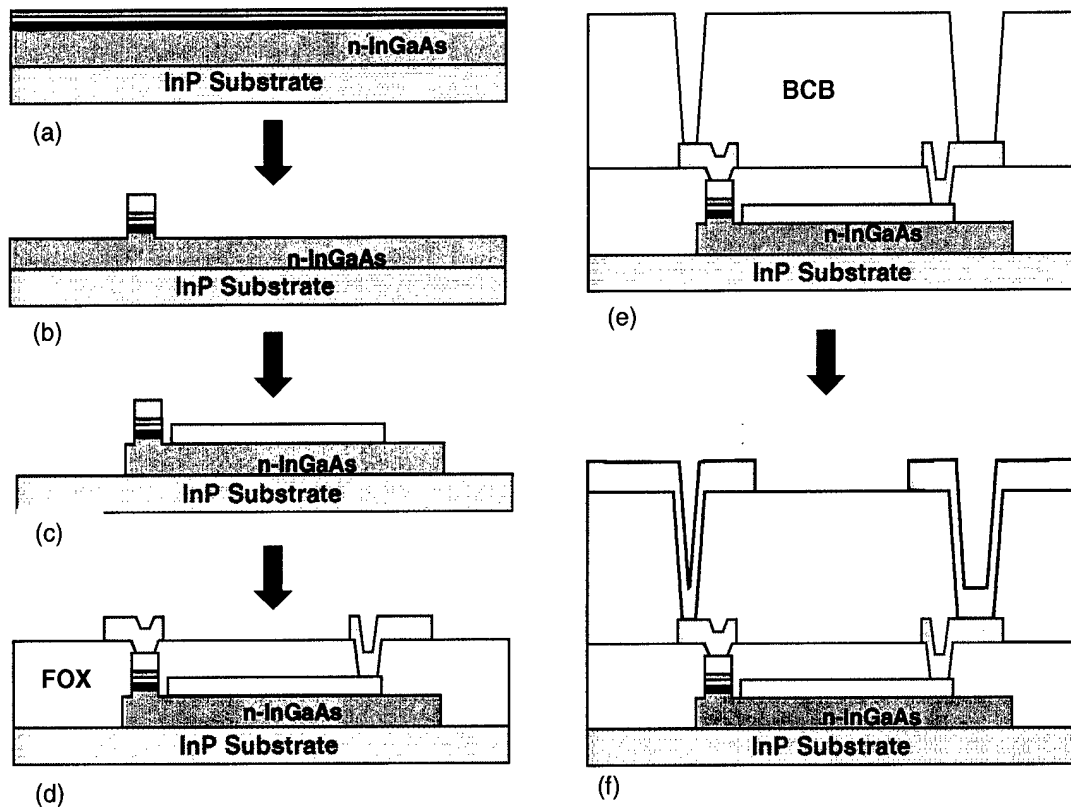 n-InGaAs
InP Substrate
(a)
n-InGaAs
InP Substrate
(b)
n-InGaAs
InP Substrate
(c)
FOX
n-InGaAs
InP Substrate
(d)
BCB
n-InGaAs
InP Substrate
(e)
n-InGaAs
InP Substrate
(f)